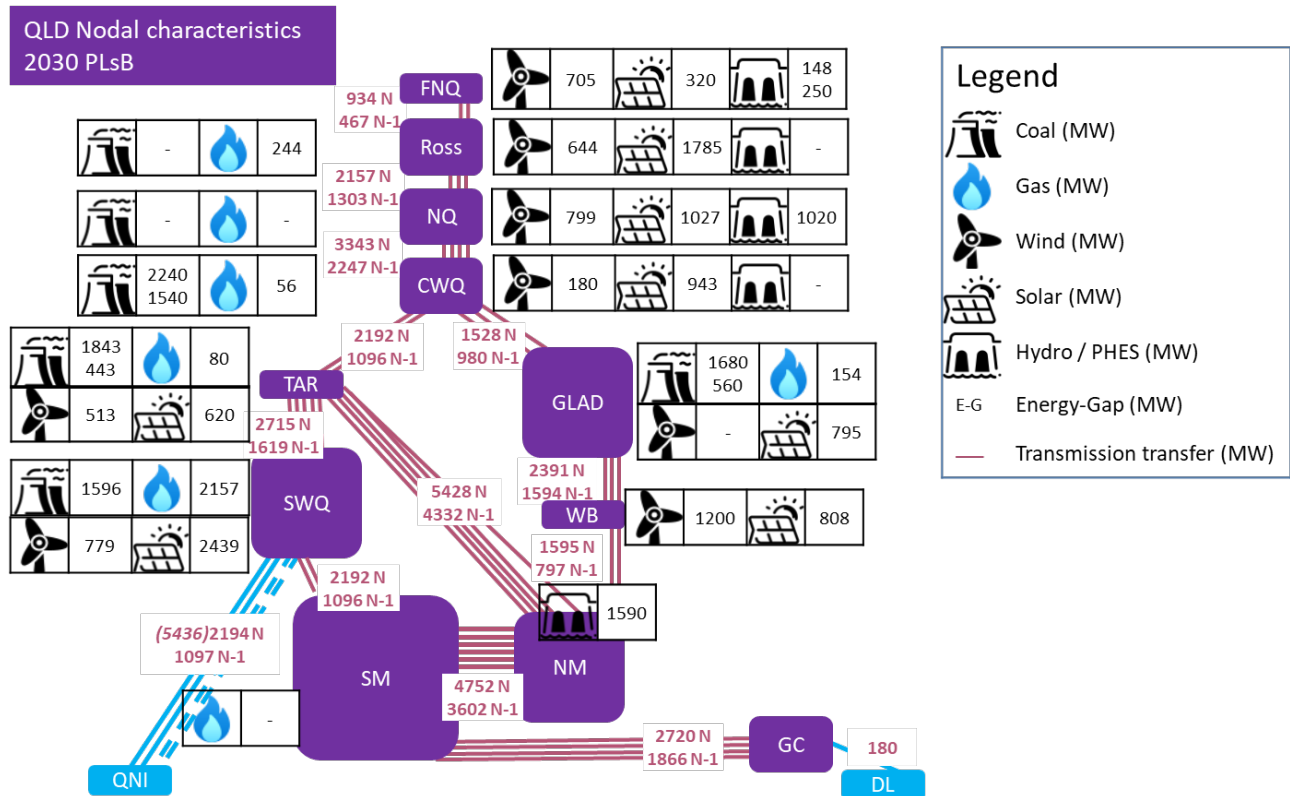 QLD Nodal characteristics
2030 PLsB
FNQ
934 N
467 N-1
705
320
148
250
Ross
-
244
644
1785
-
2157 N
1303 N-1
NQ
-
-
799
1027
1020
3343 N
2247 N-1
CWQ
2240
1540
56
180
943
-
2192 N
1096 N-1
1528 N
980 N-1
1843
443
80
513
620
TAR
GLAD
1680
560
154
-
795
2715 N
1619 N-1
1596
2157
779
2439
SWQ
5428 N
4332 N-1
2391 N
1594 N-1
WB
1200
808
1595 N
797 N-1
2192 N
1096 N-1
1590
(5436)2194 N
1097 N-1
SM
NM
4752 N
3602 N-1
-
2720 N
1866 N-1
GC
180
QNI
DL
Legend
Coal (MW)
Gas (MW)
Wind (MW)
Solar (MW)
Hydro / PHES (MW)
E-G Energy-Gap (MW)
Transmission transfer (MW)